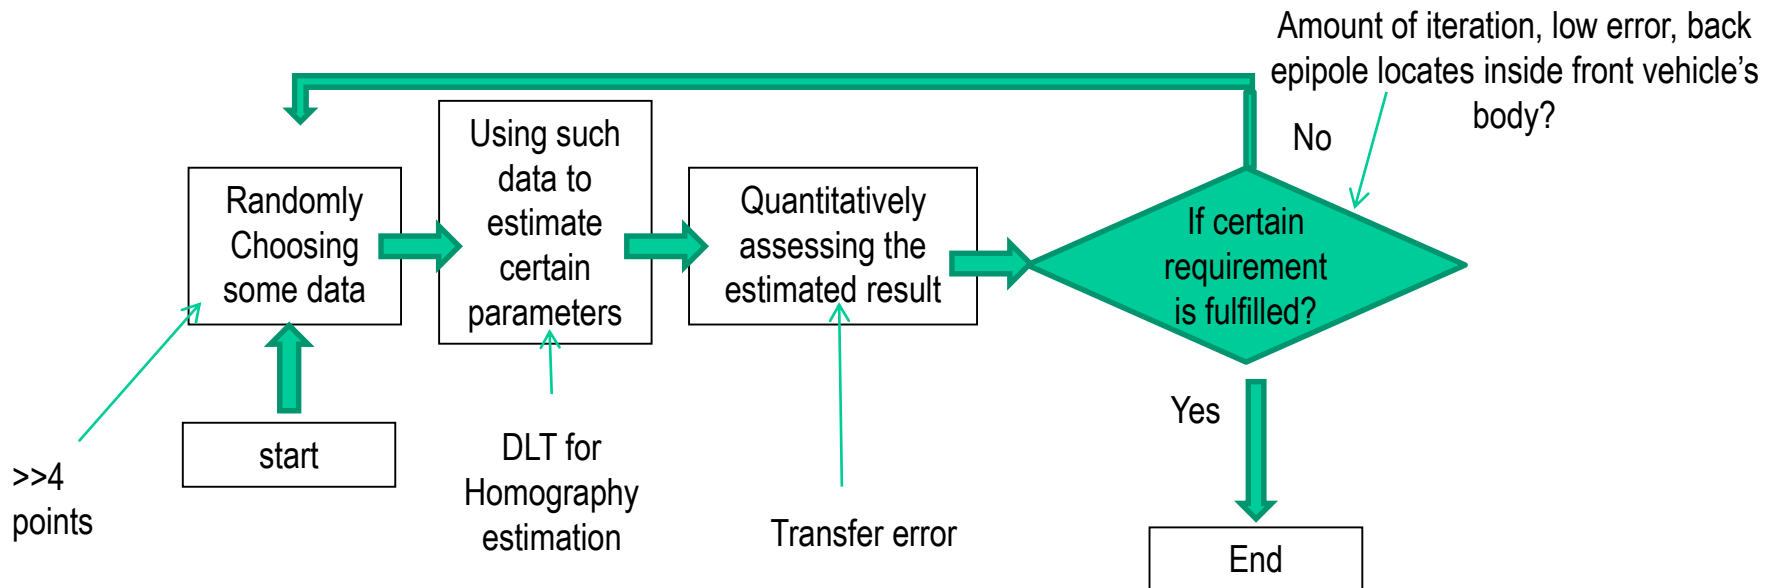 Amount of iteration, low error, back
epipole locates inside front vehicle's
body?
No
Randomly
Choosing
some data
Using such
data to
estimate
certain
parameters
Quantitatively
assessing the
estimated result
If certain
requirement
is fulfilled?
Yes
start
>>4
points
DLT for
Homography
estimation
Transfer error
End